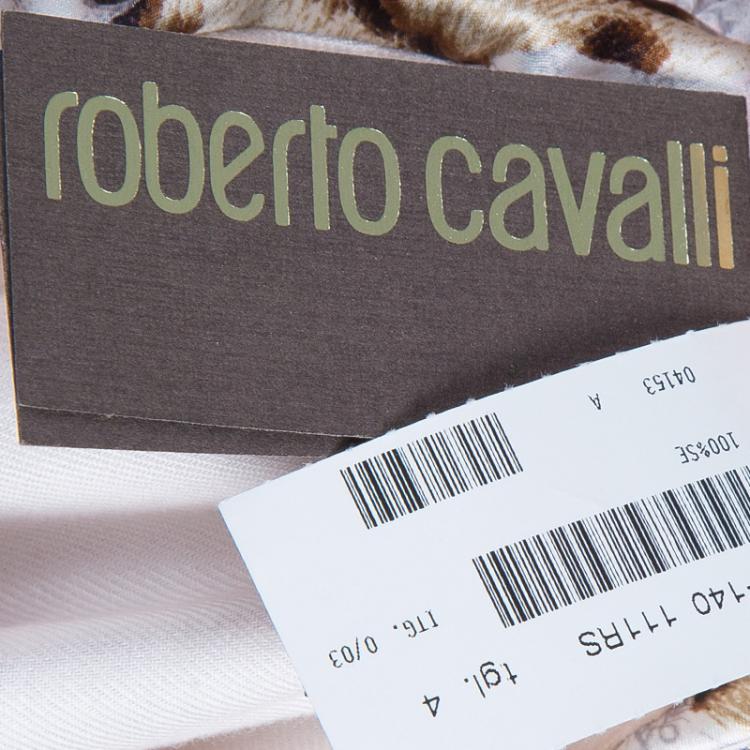 roberto cavalli
04153 A
100%SE
140 111RS
ITG. 0/03
tgl. 4